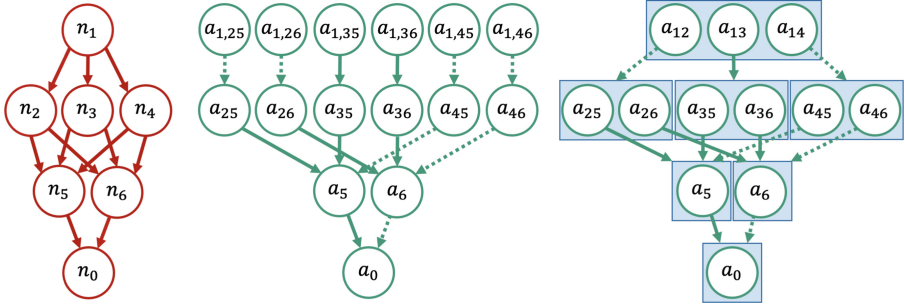 n₁
n₂ n₃ n₄
n₅ n₆
n₀
a₁,₂₅ a₁,₂₆ a₁,₃₅ a₁,₃₆ a₁,₄₅ a₁,₄₆
a₂₅ a₂₆ a₃₅ a₃₆ a₄₅ a₄₆
a₅ a₆
a₀
a₁₂ a₁₃ a₁₄
a₂₅ a₂₆ a₃₅ a₃₆ a₄₅ a₄₆
a₅ a₆
a₀